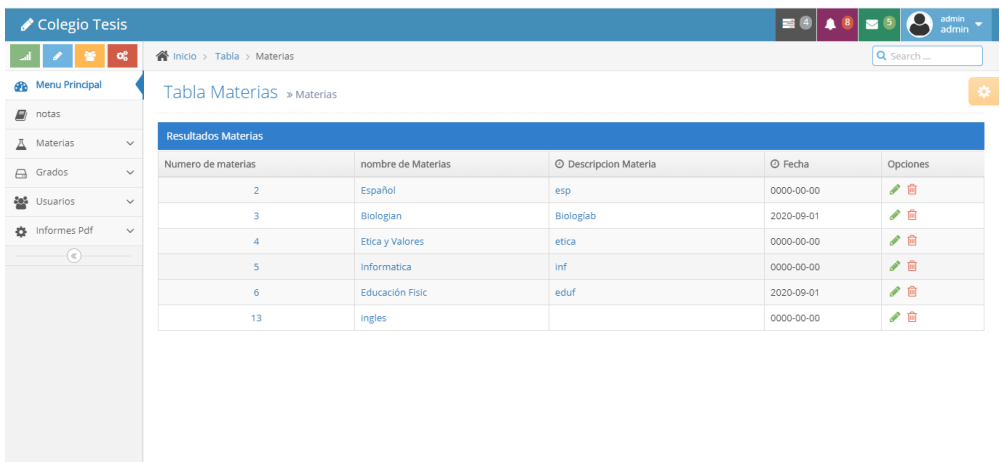 Colegio Tesis
4 8 5 admin
admin
Inicio > Tabla > Materias
Search ...
Menu Principal
notas
Materias
Grados
Usuarios
Informes Pdf
Tabla Materias » Materias
Resultados Materias
Numero de materias nombre de Materias Descripcion Materia Fecha Opciones
2 Español esp 0000-00-00
3 Biologian Biologíab 2020-09-01
4 Etica y Valores etica 0000-00-00
5 Informatica inf 0000-00-00
6 Educación Fisic eduf 2020-09-01
13 ingles 0000-00-00